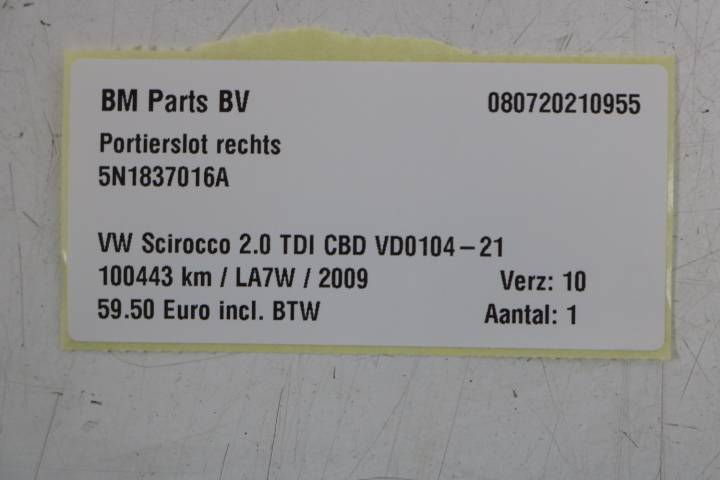 BM Parts BV 080720210955
Portierslot rechts
5N1837016A
VW Scirocco 2.0 TDI CBD VD0104-21
100443 km / LA7W / 2009 Verz: 10
59.50 Euro incl. BTW Aantal: 1